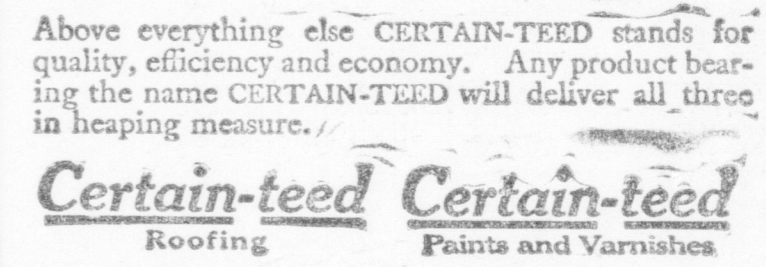 Above everything else CERTAIN-TEED stands for
quality, efficiency and economy. Any product bear-
ing the name CERTAIN-TEED will deliver all three
in heaping measure.
Certain-teed Certain-teed
Roofing Paints and Varnishes